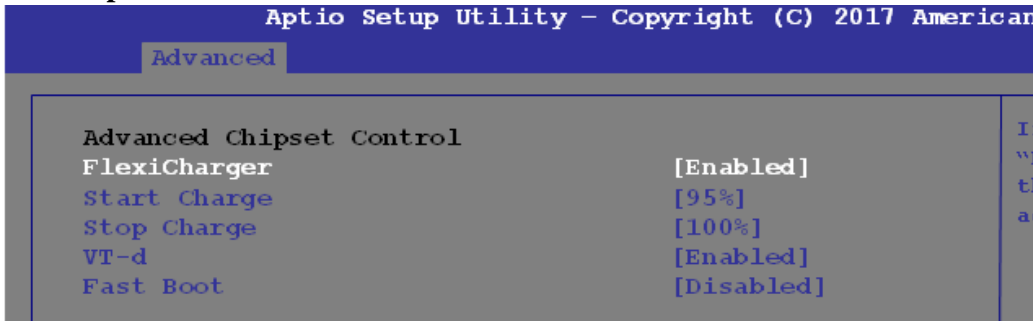 Aptio Setup Utility – Copyright (C) 2017 American
Advanced
Advanced Chipset Control
FlexiCharger [Enabled]
Start Charge [95%]
Stop Charge [100%]
VT-d [Enabled]
Fast Boot [Disabled]